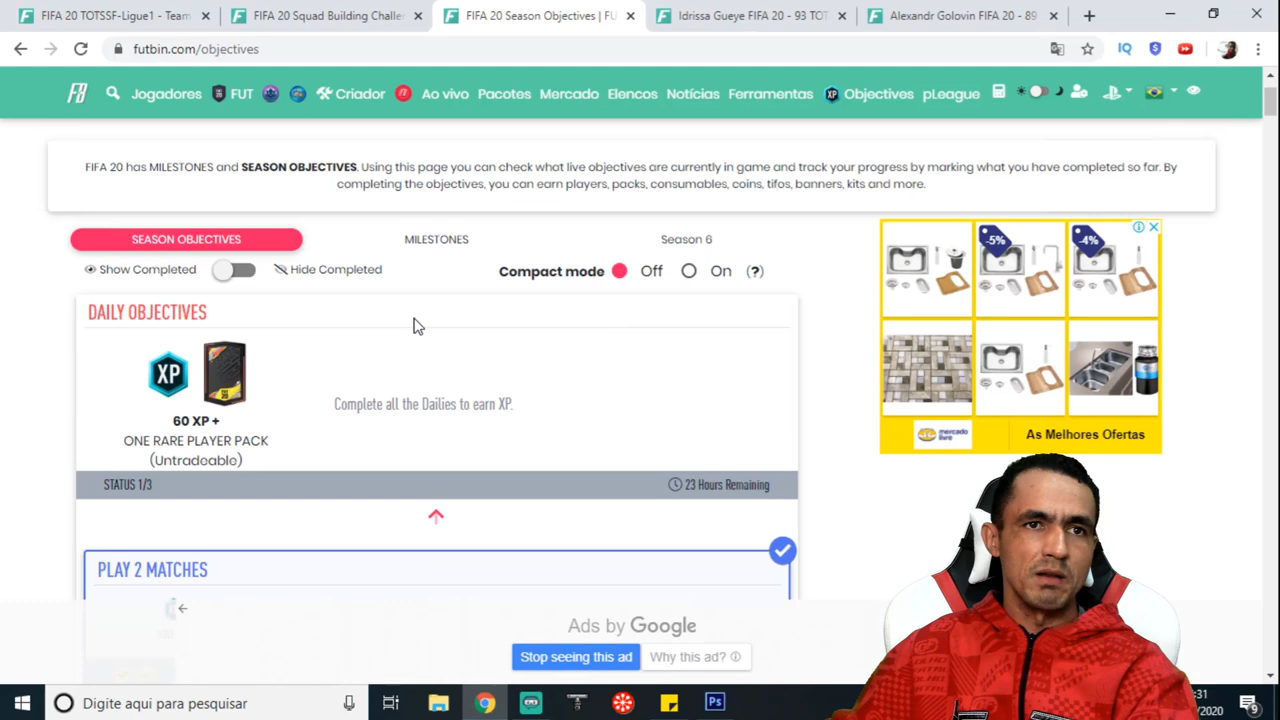 FIFA 20 TOTSSF-Ligue1 - Team
FIFA 20 Squad Building Challer
FIFA 20 Season Objectives | FU
Idrissa Gueye FIFA 20 - 93 TOT
Alexandr Golovin FIFA 20 - 89
futbin.com/objectives
Jogadores FUT Criador Ao vivo Pacotes Mercado Elencos Notícias Ferramentas XP Objectives pLeague
FIFA 20 has MILESTONES and SEASON OBJECTIVES. Using this page you can check what live objectives are currently in game and track your progress by marking what you have completed so far. By
completing the objectives, you can earn players, packs, consumables, coins, tifos, banners, kits and more.
SEASON OBJECTIVES MILESTONES Season 6
Show Completed Hide Completed Compact mode Off On (?)
-5% -4%
DAILY OBJECTIVES
XP
60 XP +
ONE RARE PLAYER PACK
(Untradeable)
Complete all the Dailies to earn XP.
mercado
livre
As Melhores Ofertas
STATUS 1/3 23 Hours Remaining
PLAY 2 MATCHES
Ads by Google
Stop seeing this ad Why this ad?
Digite aqui para pesquisar
Ps
:31
/2020
9